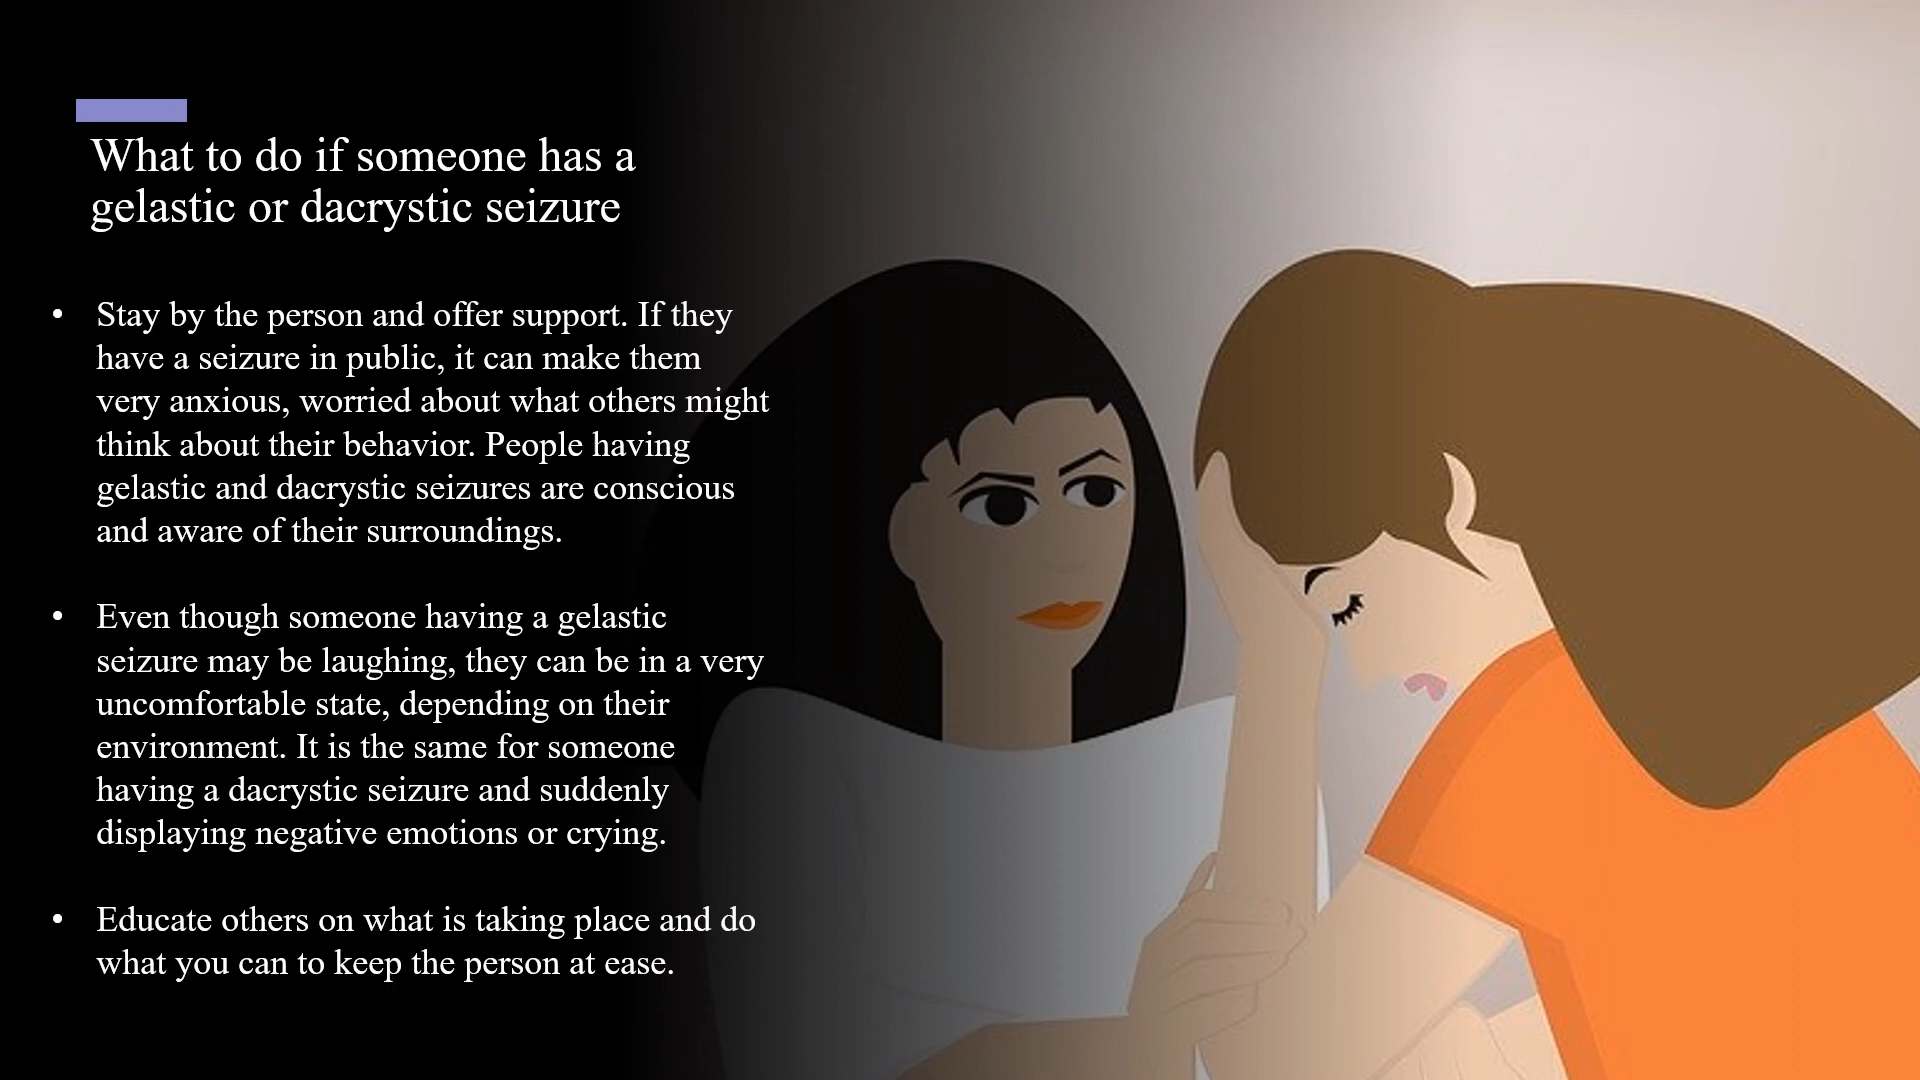 What to do if someone has a
gelastic or dacrystic seizure
• Stay by the person and offer support. If they
have a seizure in public, it can make them
very anxious, worried about what others might
think about their behavior. People having
gelastic and dacrystic seizures are conscious
and aware of their surroundings.
• Even though someone having a gelastic
seizure may be laughing, they can be in a very
uncomfortable state, depending on their
environment. It is the same for someone
having a dacrystic seizure and suddenly
displaying negative emotions or crying.
• Educate others on what is taking place and do
what you can to keep the person at ease.